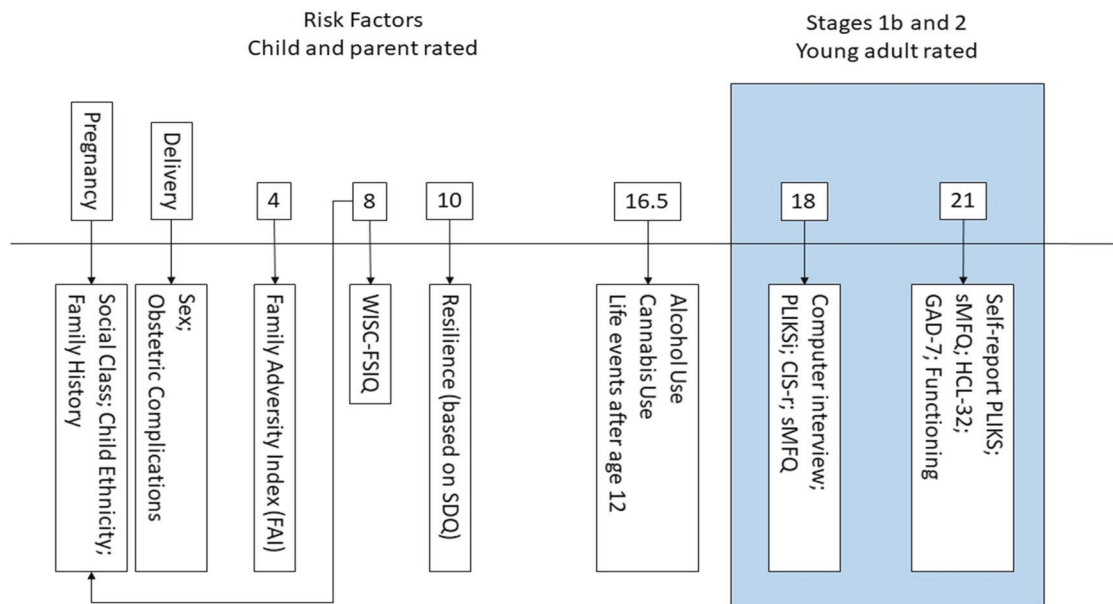 Risk Factors
Child and parent rated
Stages 1b and 2
Young adult rated
Pregnancy
Delivery
4
8
10
16.5
18
21
Social Class; Child Ethnicity;
Family History
Sex;
Obstetric Complications
Family Adversity Index (FAI)
WISC-FSIQ
Resilience (based on SDQ)
Alcohol Use
Cannabis Use
Life events after age 12
Computer interview;
PLIKSi; CIS-r; sMFQ
Self-report PLIKS;
sMFQ; HCL-32;
GAD-7; Functioning